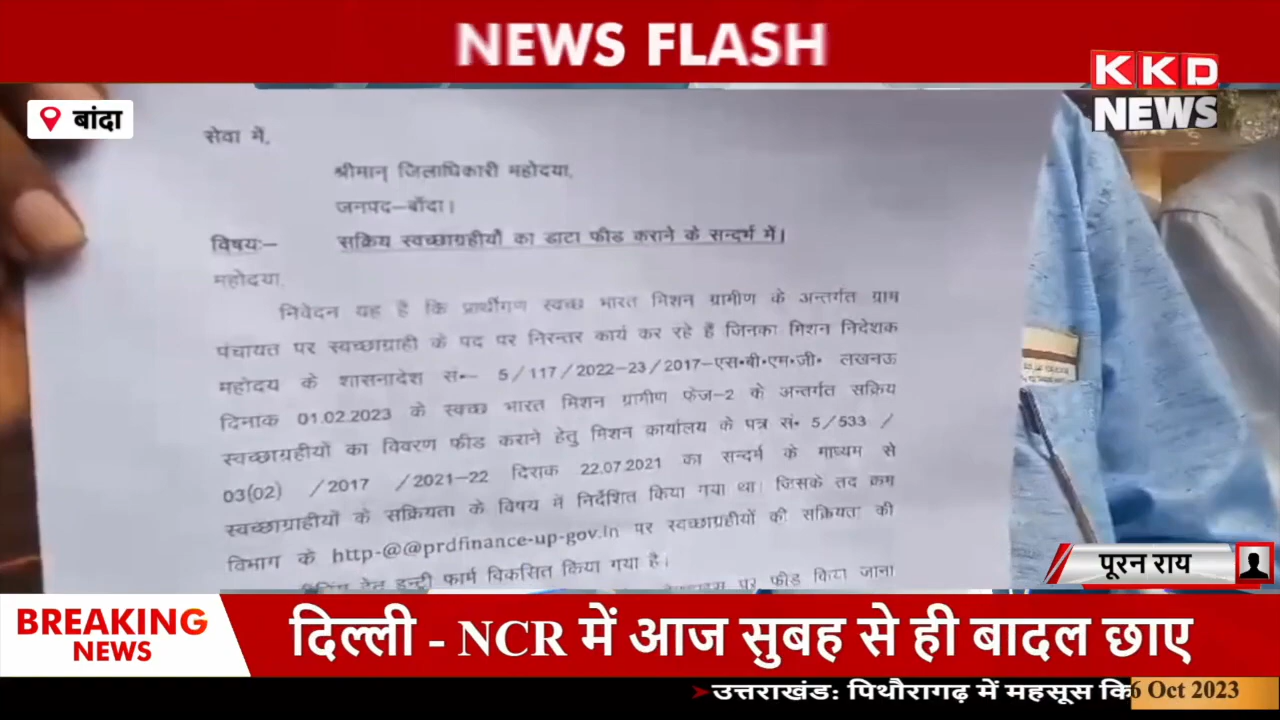 NEWS FLASH
KKD
NEWS
बांदा
सेवा में,
श्रीमान् जिलाधिकारी महोदया,
जनपद–बाँदा।
विषयः– सक्रिय स्वच्छाग्रहीयों का डाटा फीड कराने के सन्दर्भ में।
महोदया,
निवेदन यह है कि प्रार्थीगण स्वच्छ भारत मिशन ग्रामीण के अन्तर्गत ग्राम
पंचायत पर स्वच्छाग्राही के पद पर निरन्तर कार्य कर रहे हैं जिनका मिशन निदेशक
महोदय के शासनादेश सं०– 5/117/2022-23/2017-एस०बी०एम०जी० लखनऊ
दिनाक 01.02.2023 के स्वच्छ भारत मिशन ग्रामीण फेज-2 के अन्तर्गत सक्रिय
स्वच्छाग्रहीयों का विवरण फीड कराने हेतु मिशन कार्यालय के पत्र सं० 5/533 /
03(02) /2017 /2021-22 दिनाक 22.07.2021 का सन्दर्भ के माध्यम से
स्वच्छाग्राहीयों के सक्रियता के विषय में निर्देशित किया गया था। जिसके तद क्रम
विभाग के http-@@prdfinance-up-gov.in पर स्वच्छाग्रहीयों की सक्रियता की
हेतु इन्ट्री फार्म विकसित किया गया है। पर फीड किया जाना
पूरन राय
BREAKING
NEWS
दिल्ली - NCR में आज सुबह से ही बादल छाए
उत्तराखंड: पिथौरागढ़ में महसूस कि
6 Oct 2023